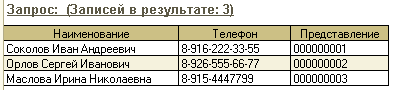 Запрос: (Записей в результате: 3)
Наименование Телефон Представление
Соколов Иван Андреевич 8-916-222-33-55 000000001
Орлов Сергей Иванович 8-926-555-66-77 000000002
Маслова Ирина Николаевна 8-915-4447799 000000003